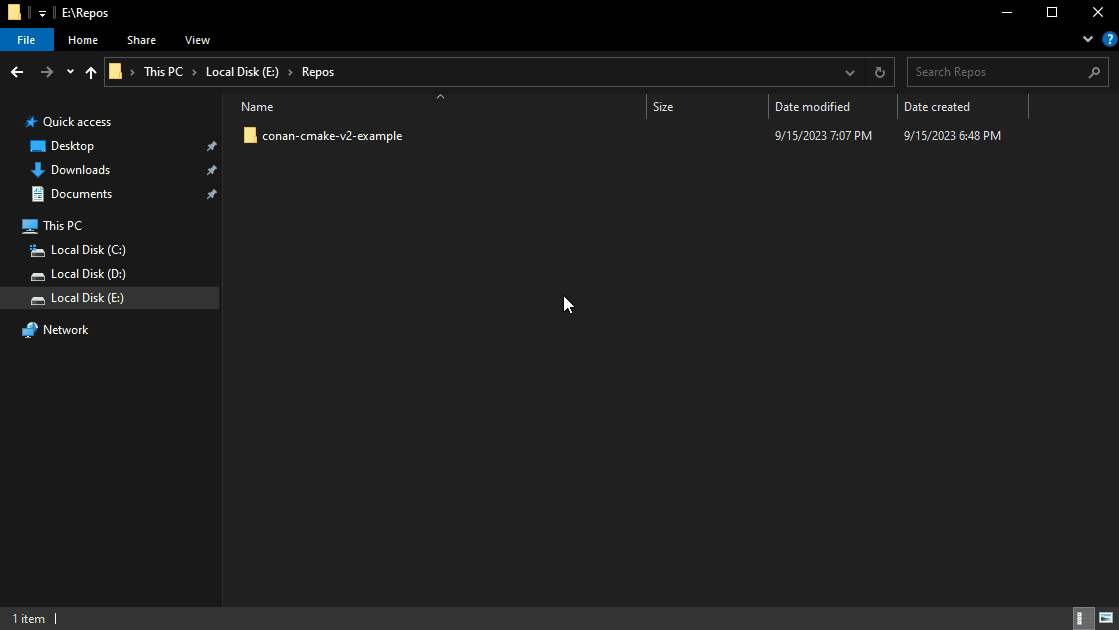 E:\Repos
File Home Share View
?
This PC Local Disk (E:) Repos
Search Repos
Name Size Date modified Date created
conan-cmake-v2-example 9/15/2023 7:07 PM 9/15/2023 6:48 PM
Quick access
Desktop
Downloads
Documents
This PC
Local Disk (C:)
Local Disk (D:)
Local Disk (E:)
Network
1 item